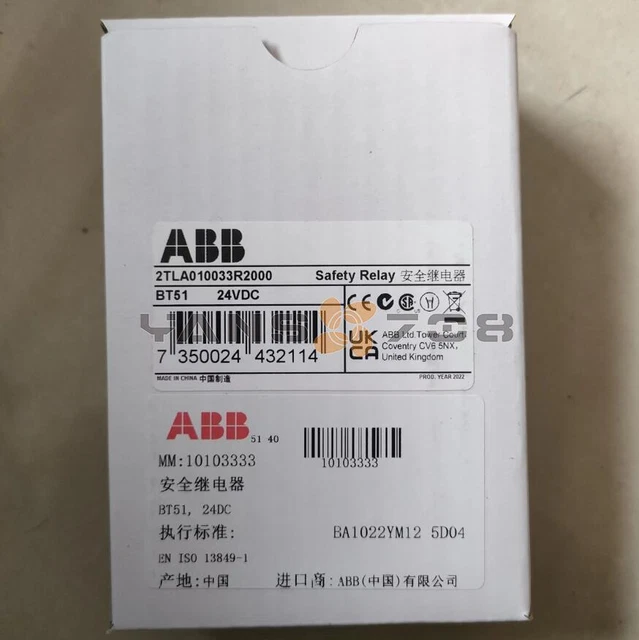 ABB
2TLA010033R2000 Safety Relay 安全继电器
BT51 24VDC
YANS 708
UK CA
ABB Ltd.Tower Court
Coventry CV6 5NX,
United Kingdom
7 350024 432114
MADE IN CHINA 中国制造
PROD. YEAR 2022
ABB 51 40
MM:10103333
10103333
安全继电器
BT51, 24DC
执行标准: BA1022YM12 5D04
EN ISO 13849-1
产地:中国 进口商:ABB(中国)有限公司